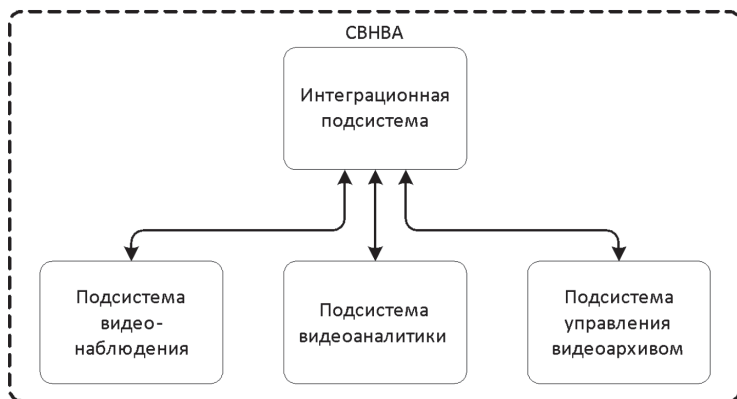 СВНВА
Интеграционная
подсистема
Подсистема
видео-
наблюдения
Подсистема
видеоаналитики
Подсистема
управления
видеоархивом